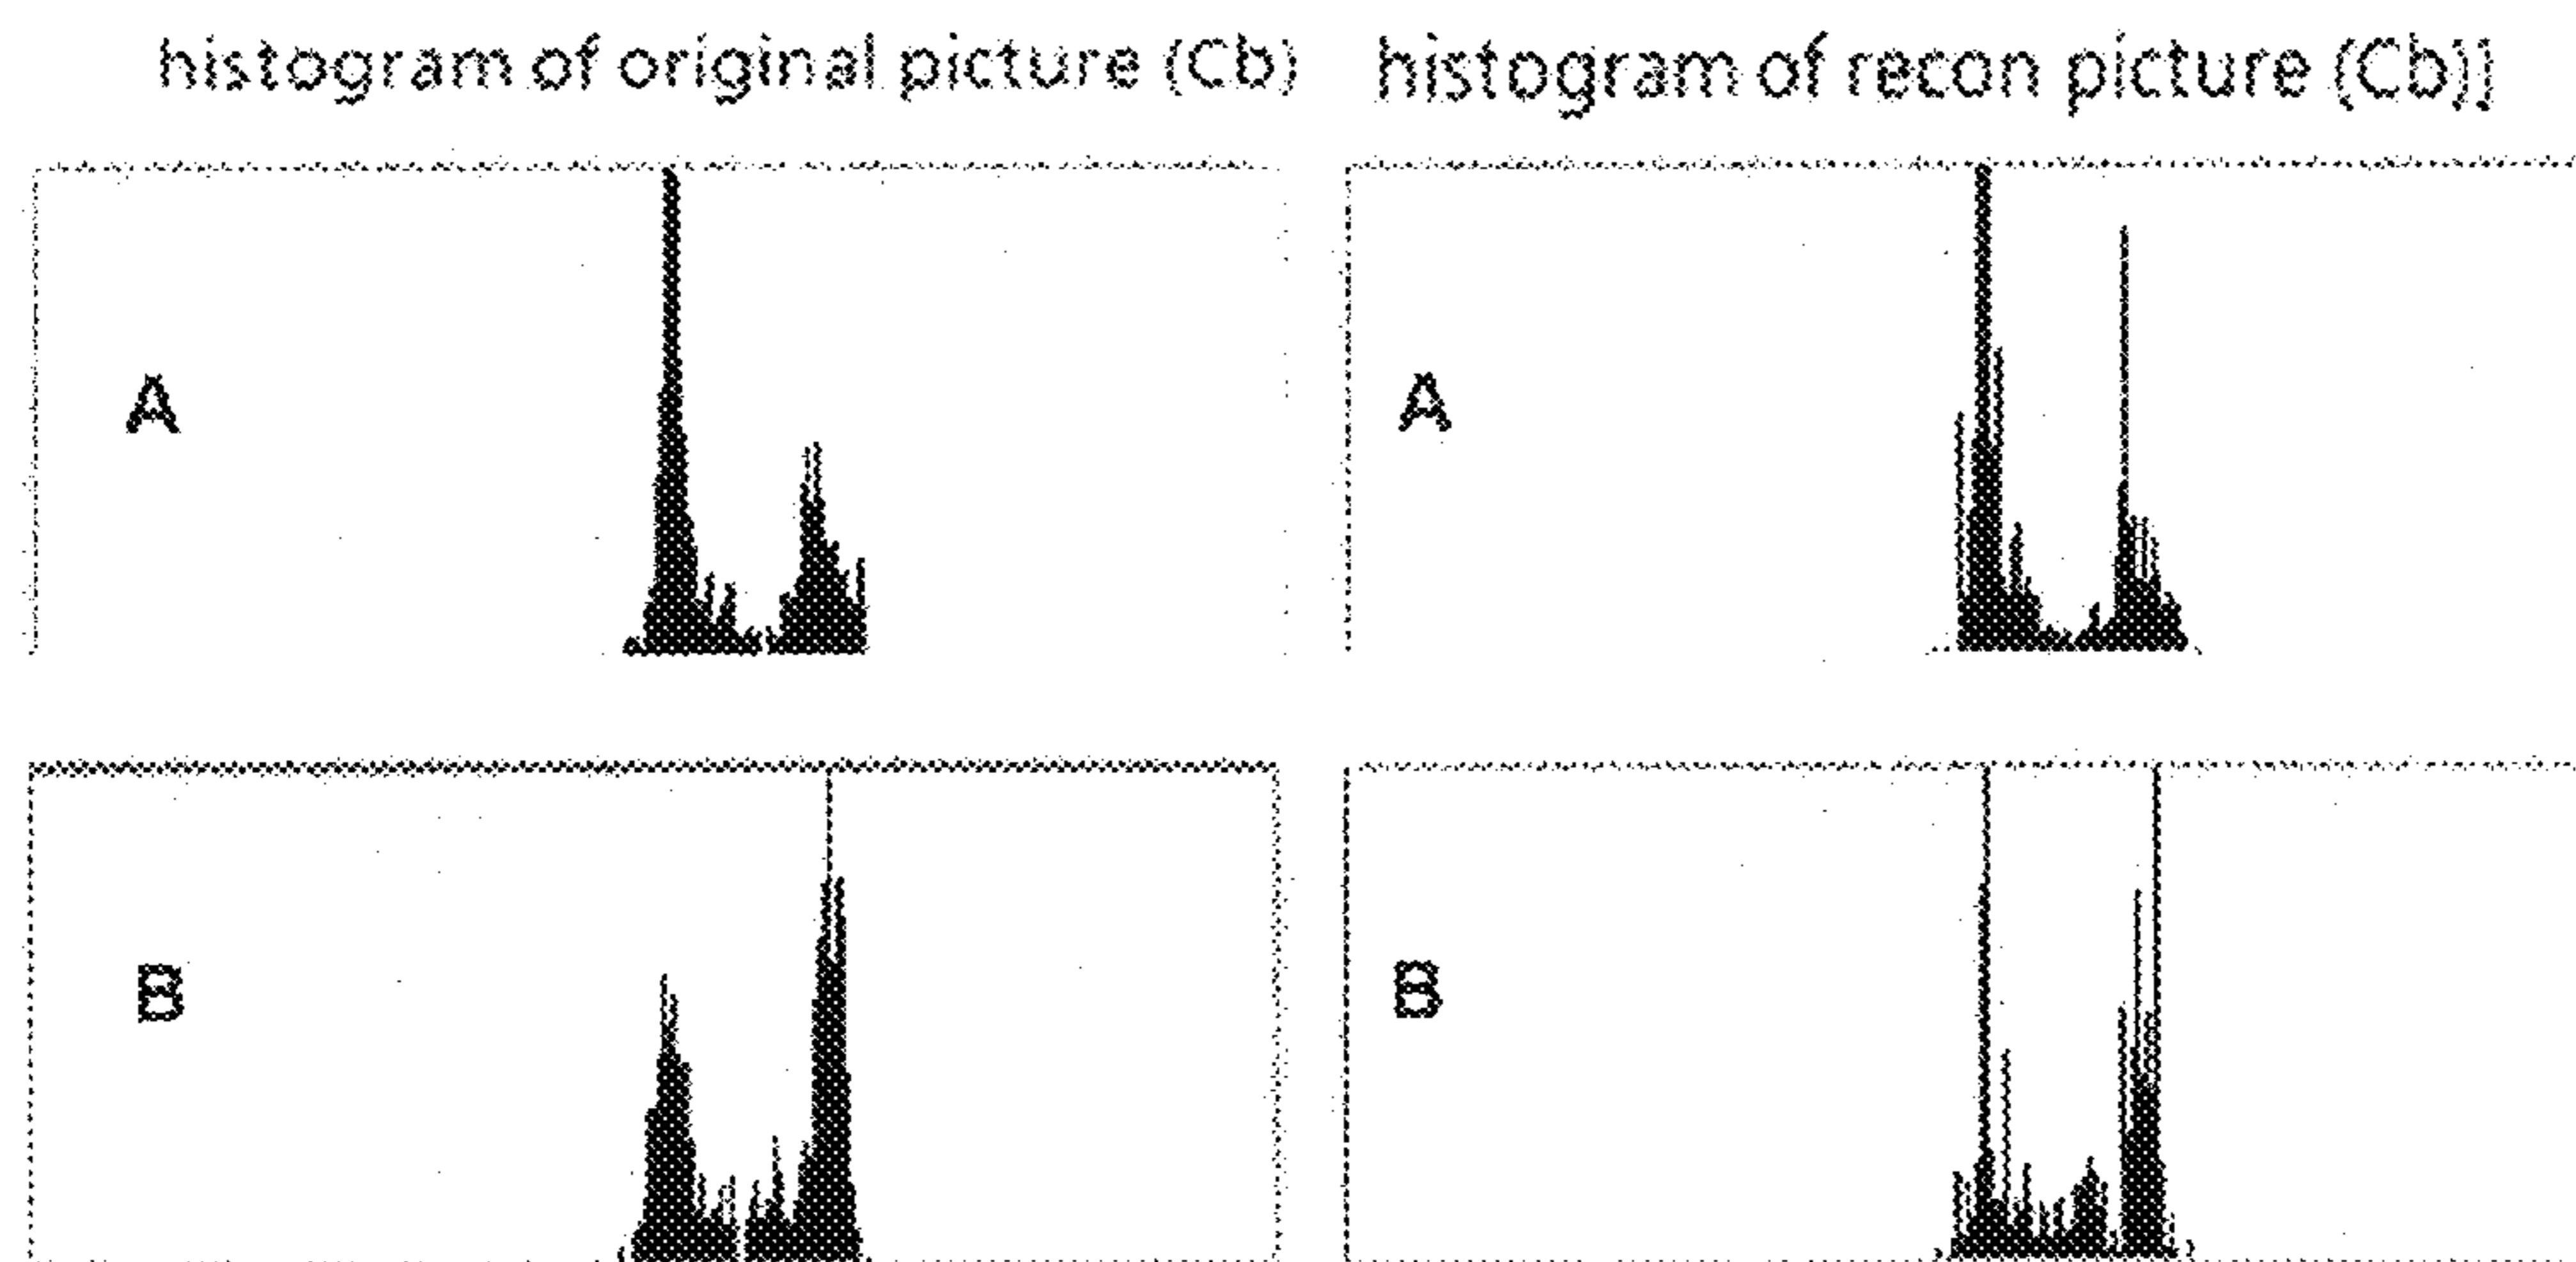 histogram of original picture (Cb) histogram of recon picture (Cb)]
A A
B B